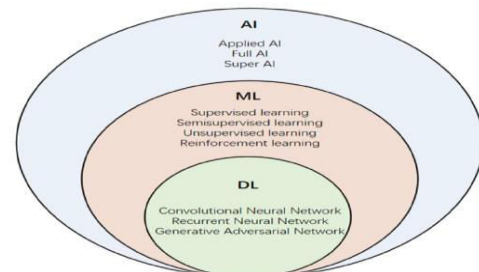 AI
Applied AI
Full AI
Super AI
ML
Supervised learning
Semisupervised learning
Unsupervised learning
Reinforcement learning
DL
Convolutional Neural Network
Recurrent Neural Network
Generative Adversarial Network